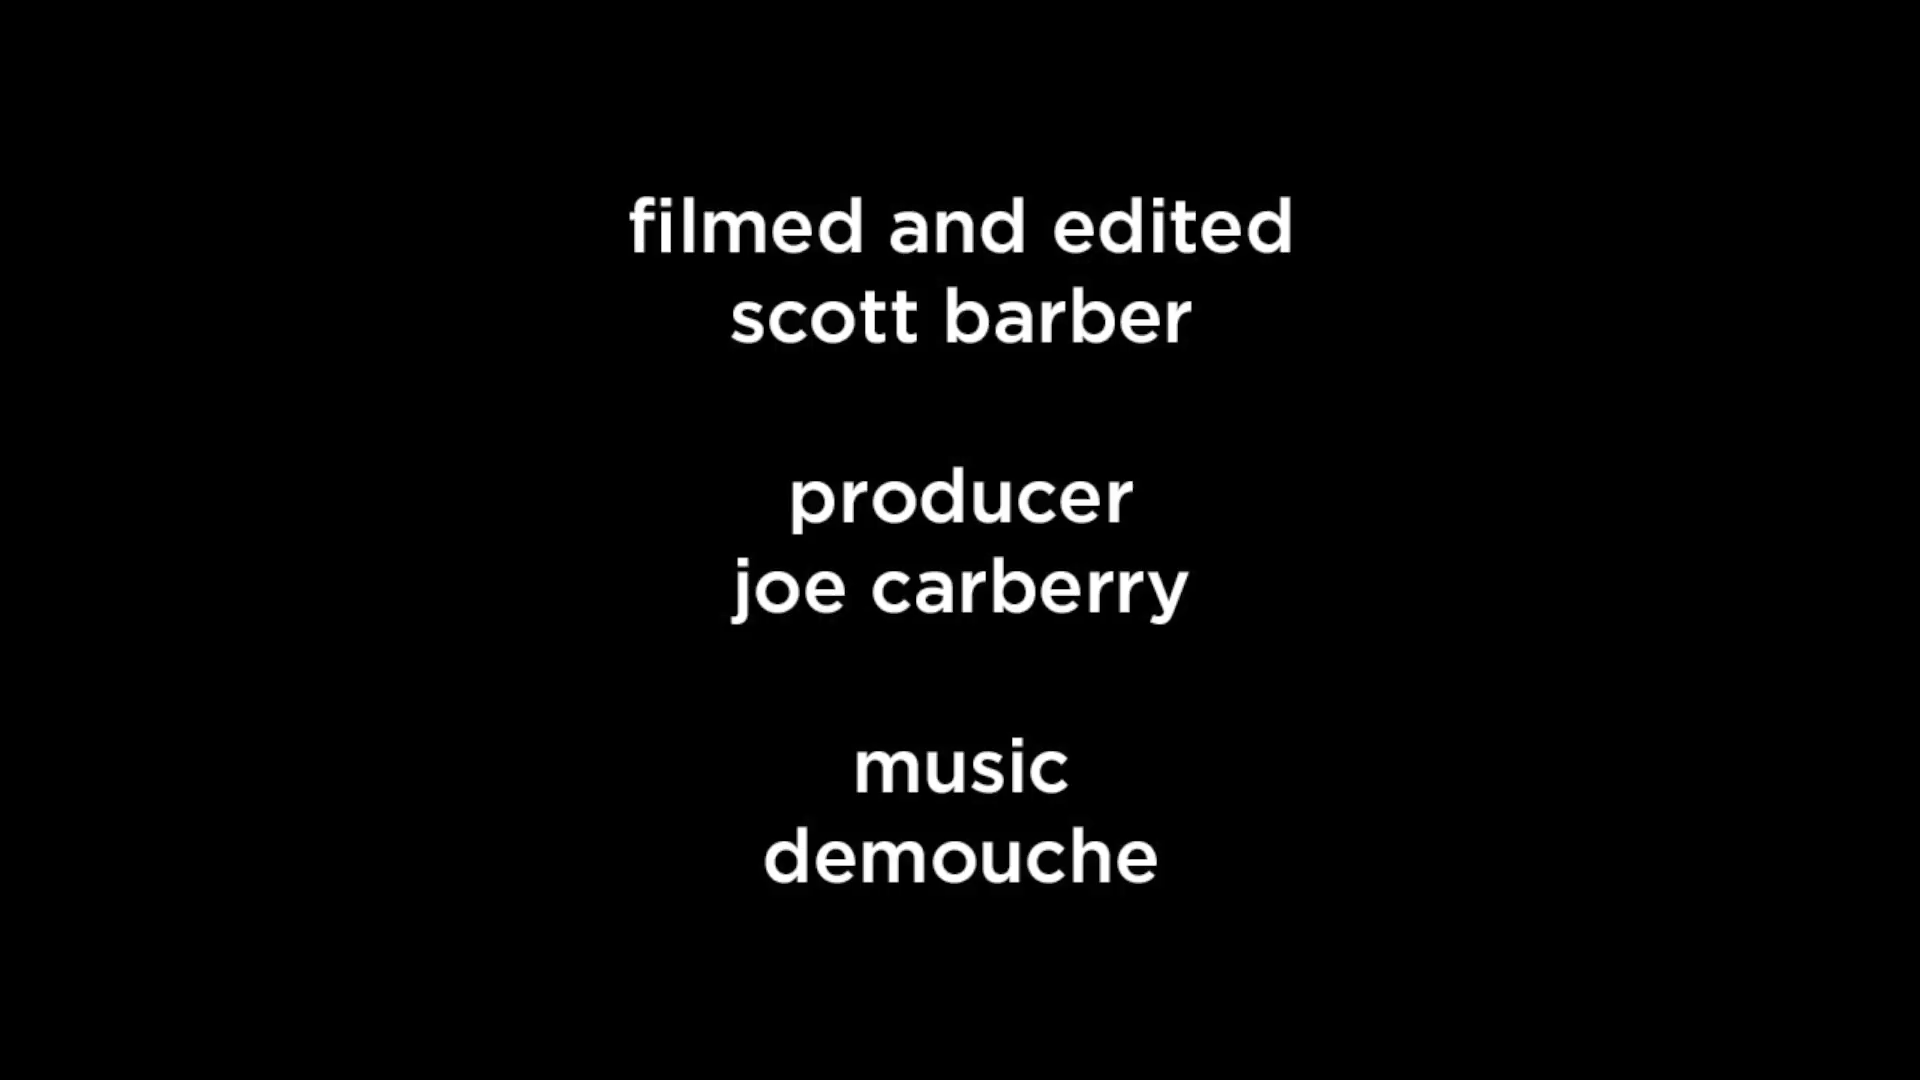 filmed and edited
scott barber
producer
joe carberry
music
demouche